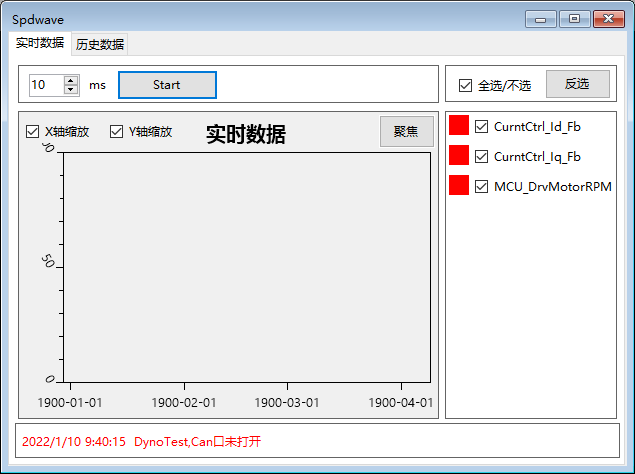 Spdwave
实时数据 历史数据
10 ms Start 全选/不选 反选
X轴缩放 Y轴缩放 实时数据 聚焦
CurntCtrl_Id_Fb
CurntCtrl_Iq_Fb
MCU_DrvMotorRPM
50
0
1900-01-01 1900-02-01 1900-03-01 1900-04-01
2022/1/10 9:40:15 DynoTest,Can口未打开